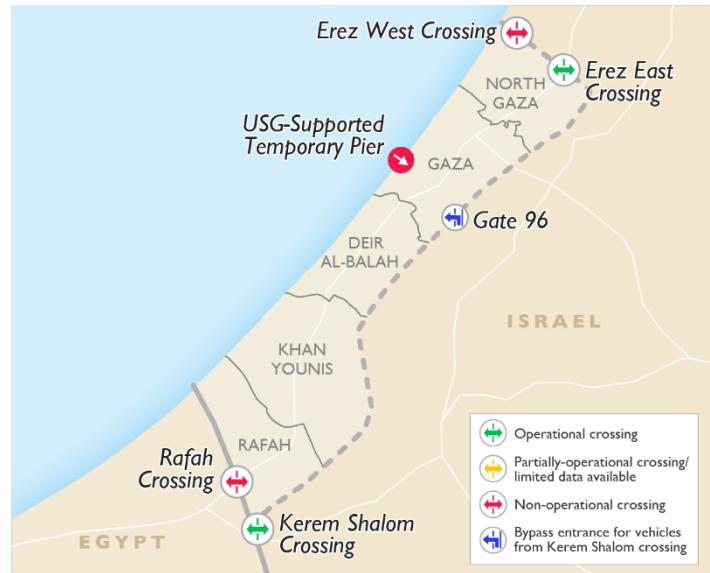 Erez West Crossing
Erez East
Crossing
NORTH
GAZA
USG-Supported
Temporary Pier
GAZA
Gate 96
DEIR
AL-BALAH
ISRAEL
KHAN
YOUNIS
RAFAH
Rafah
Crossing
Kerem Shalom
Crossing
EGYPT
Operational crossing
Partially-operational crossing/
limited data available
Non-operational crossing
Bypass entrance for vehicles
from Kerem Shalom crossing